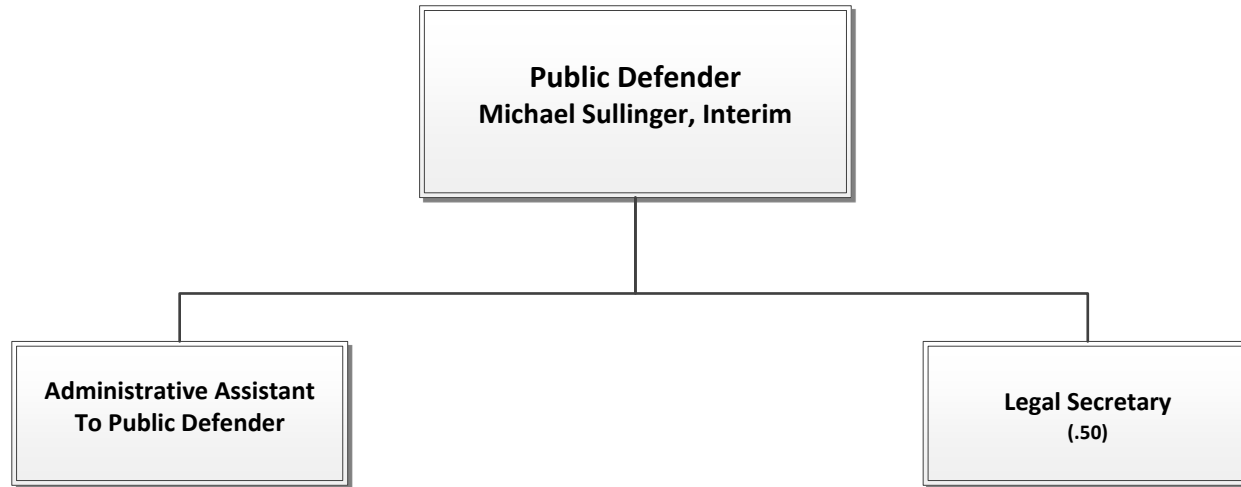 Public Defender
Michael Sullinger, Interim
Administrative Assistant
To Public Defender
Legal Secretary
(.50)